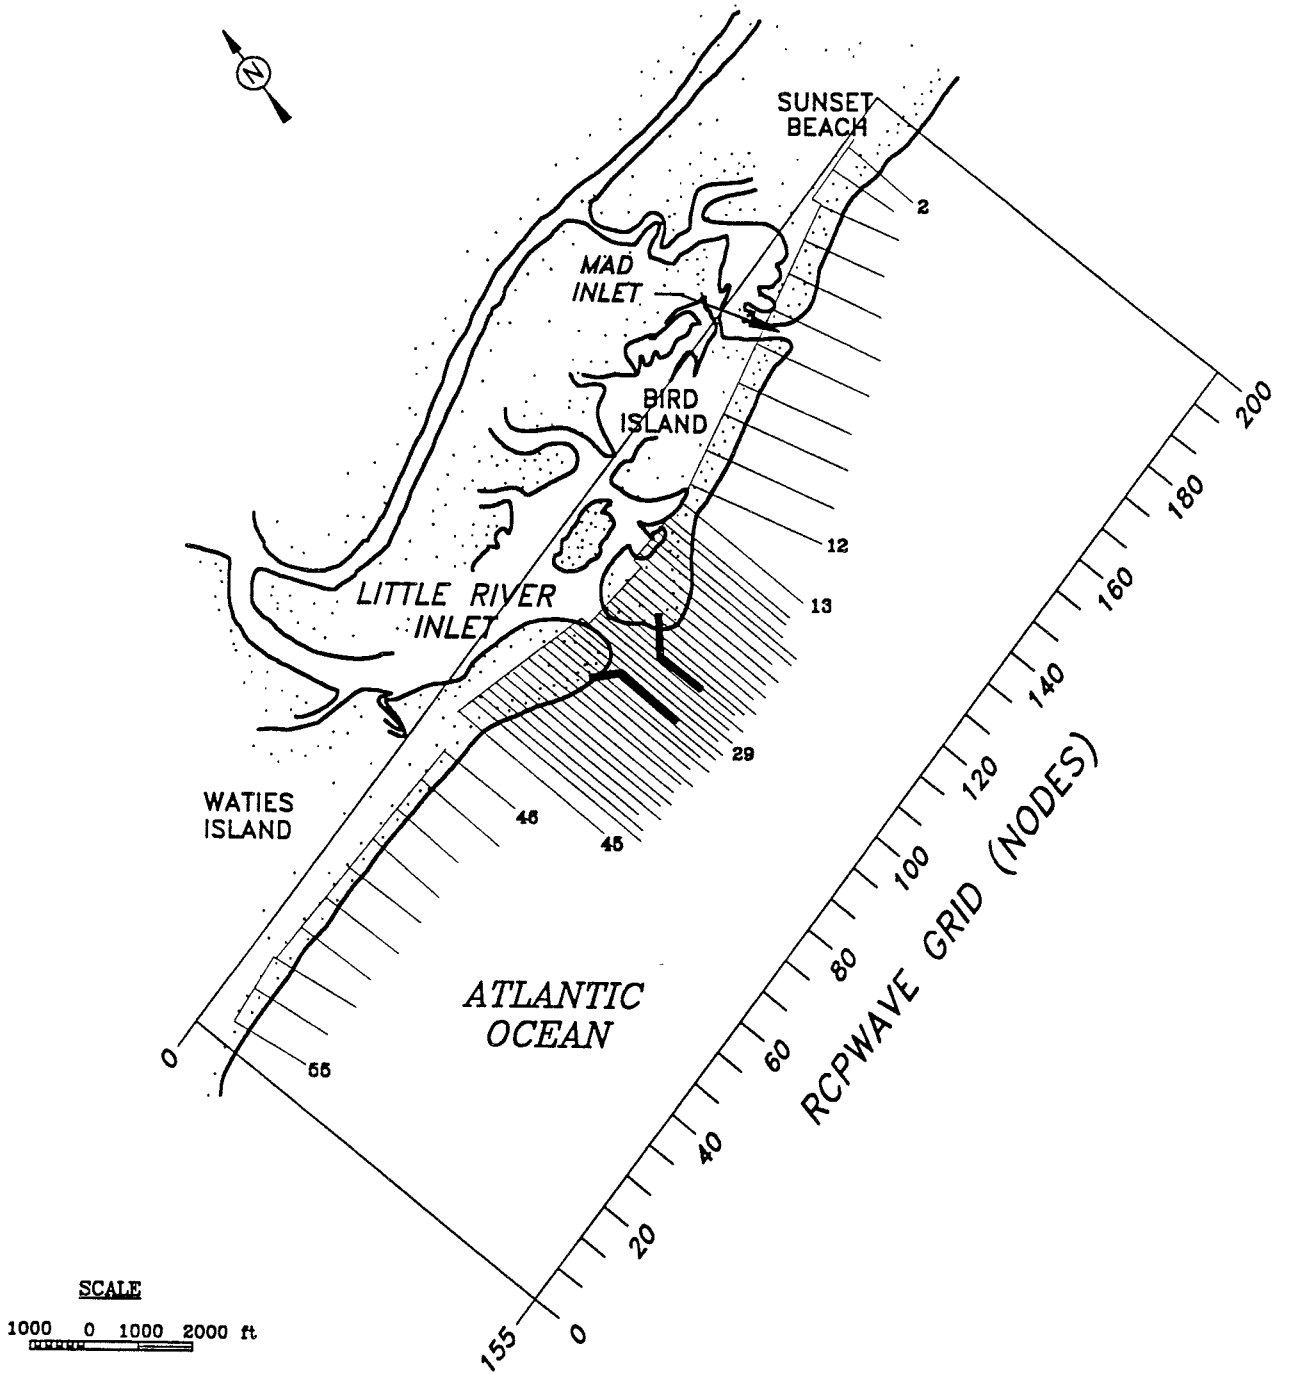 N
SUNSET
BEACH
2
MAD
INLET
200
BIRD
ISLAND
180
12
160
LITTLE RIVER
INLET
13
140
29
120
WATIES
ISLAND
46
45
100
RCPWAVE GRID (NODES)
80
ATLANTIC
OCEAN
0
60
55
40
20
SCALE
1000 0 1000 2000 ft
155
0